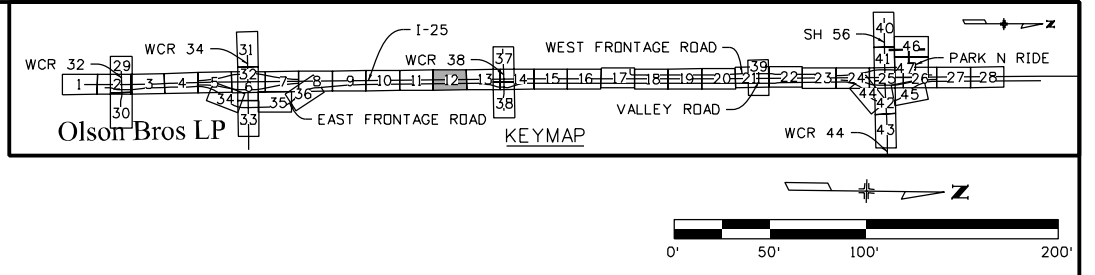 SH 56
40
31
I-25
Z
WCR 34
37
WEST FRONTAGE ROAD
46
WCR 38
41
PARK N RIDE
WCR 32
29
32
39
47
1 2 3 4 5 6 7 8 9 10 11 12 13 14 15 16 17 18 19 20 21 22 23 24 25 26 27 28
30
34
35
36
38
VALLEY ROAD
44
42
45
33
EAST FRONTAGE ROAD
Olson Bros LP
KEYMAP
WCR 44
43
Z
0' 50' 100' 200'